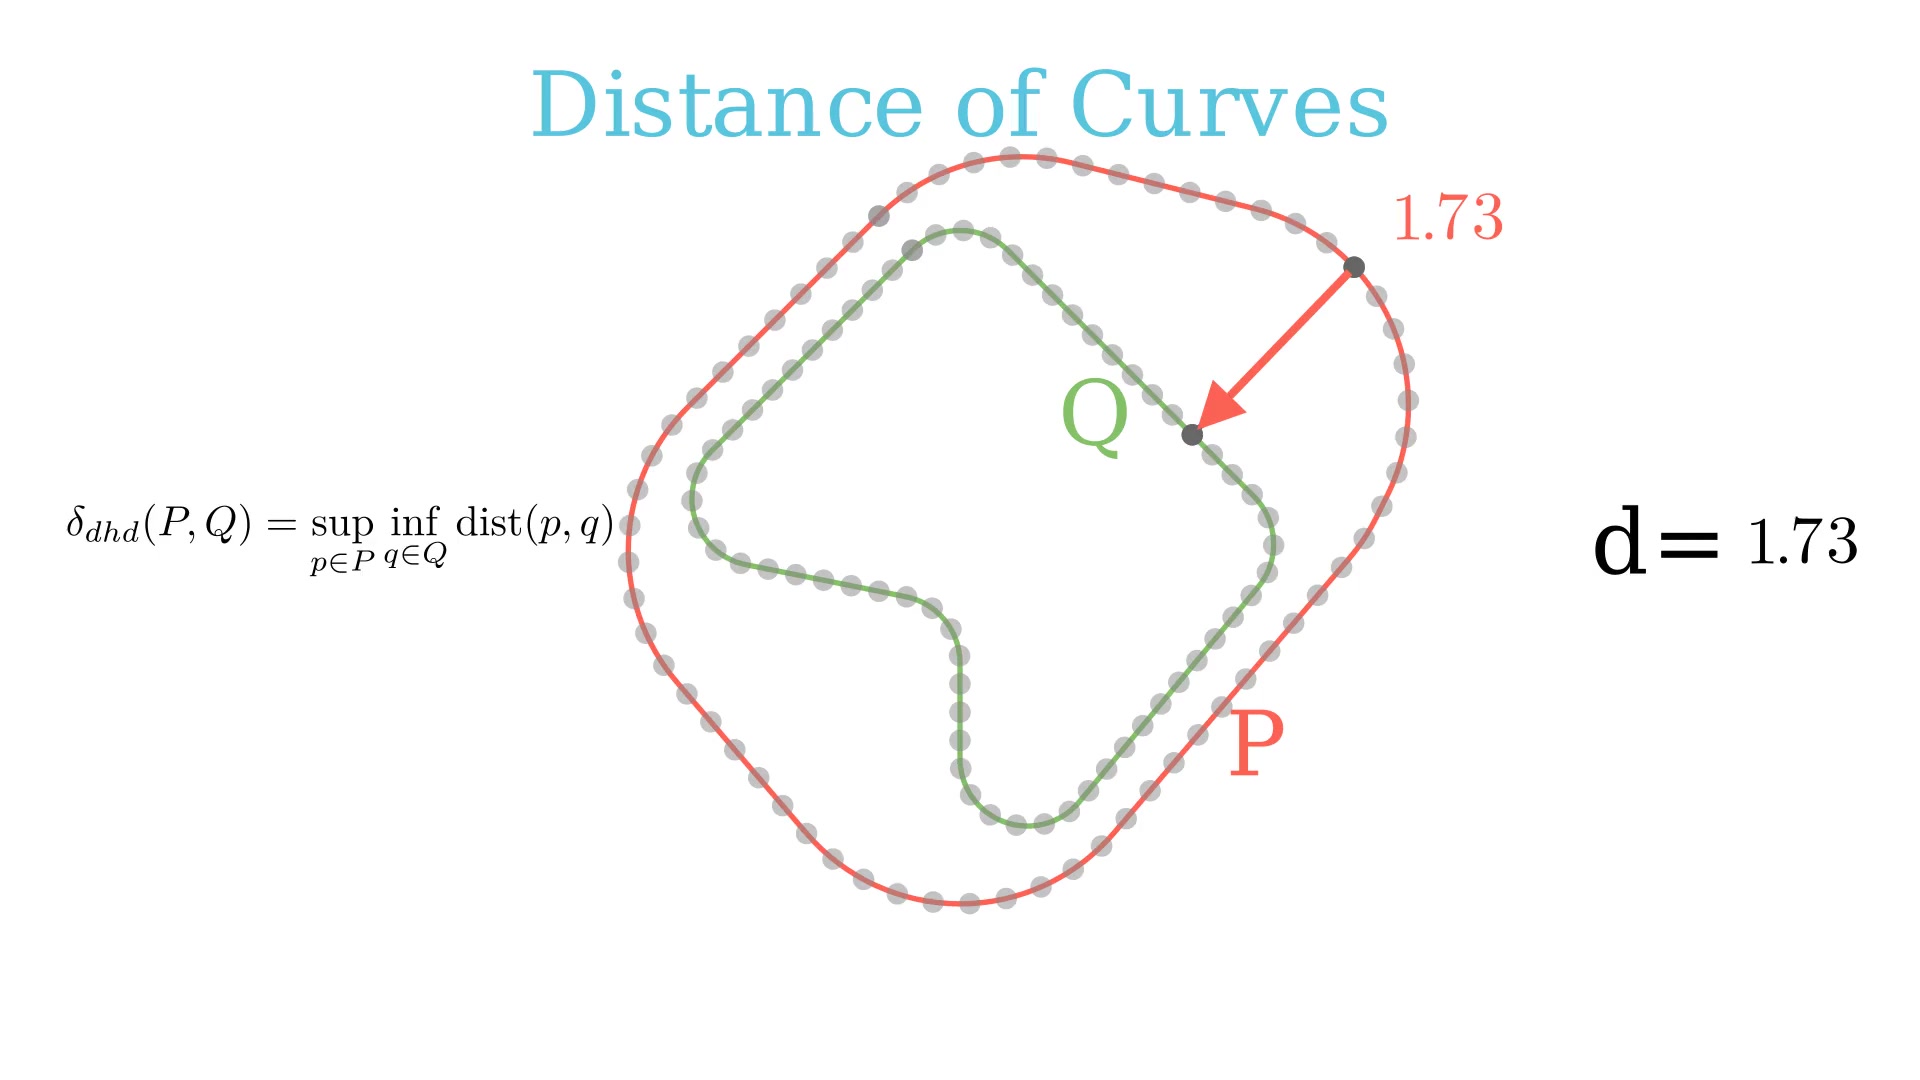 Distance of Curves
1.73
Q
δ_{dhd}(P, Q) = sup_{p∈P} inf_{q∈Q} dist(p, q)
d= 1.73
P